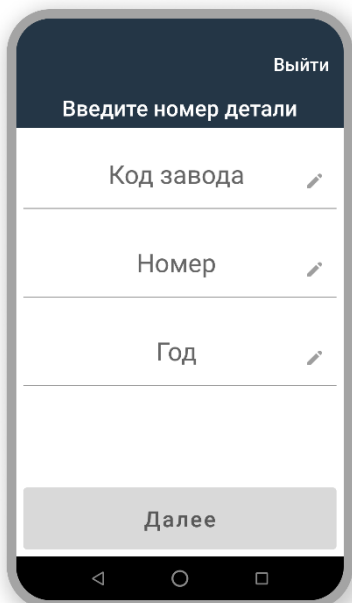 Выйти
Введите номер детали
Код завода
Номер
Год
Далее